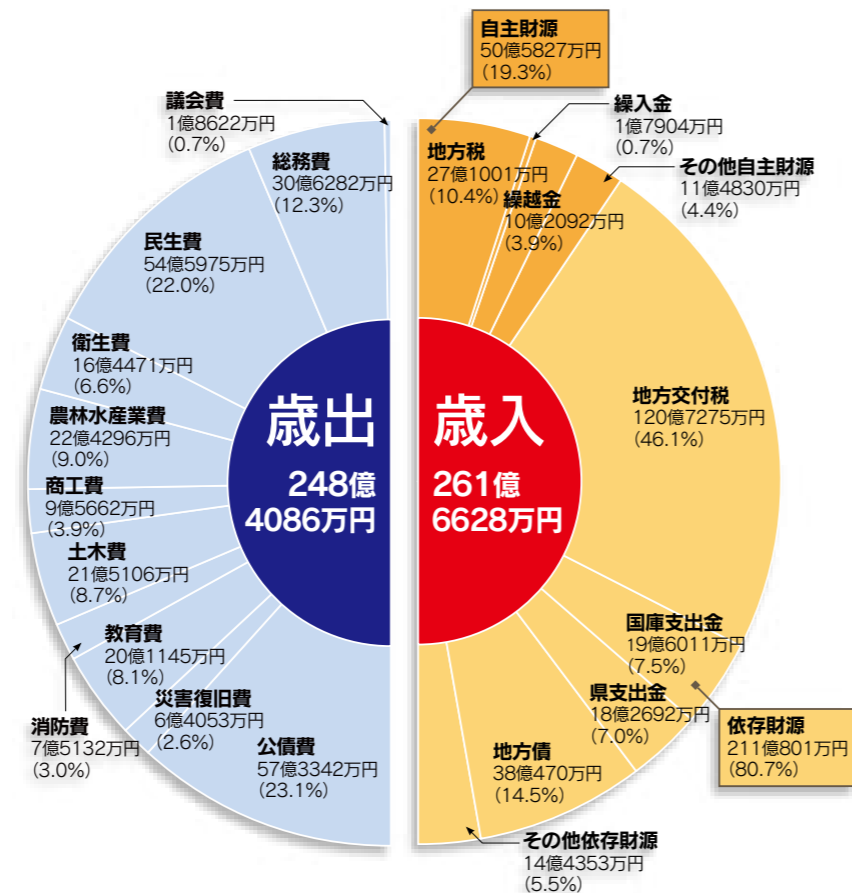 自主財源
50億5827万円
(19.3%)
議会費
1億8622万円
(0.7%)
総務費
30億6282万円
(12.3%)
民生費
54億5975万円
(22.0%)
衛生費
16億4471万円
(6.6%)
農林水産業費
22億4296万円
(9.0%)
商工費
9億5662万円
(3.9%)
土木費
21億5106万円
(8.7%)
教育費
20億1145万円
(8.1%)
消防費
7億5132万円
(3.0%)
災害復旧費
6億4053万円
(2.6%)
公債費
57億3342万円
(23.1%)
歳出
248億
4086万円
歳入
261億
6628万円
地方税
27億1001万円
(10.4%)
繰入金
1億7904万円
(0.7%)
繰越金
10億2092万円
(3.9%)
その他自主財源
11億4830万円
(4.4%)
地方交付税
120億7275万円
(46.1%)
国庫支出金
19億6011万円
(7.5%)
県支出金
18億2692万円
(7.0%)
依存財源
211億801万円
(80.7%)
地方債
38億470万円
(14.5%)
その他依存財源
14億4353万円
(5.5%)